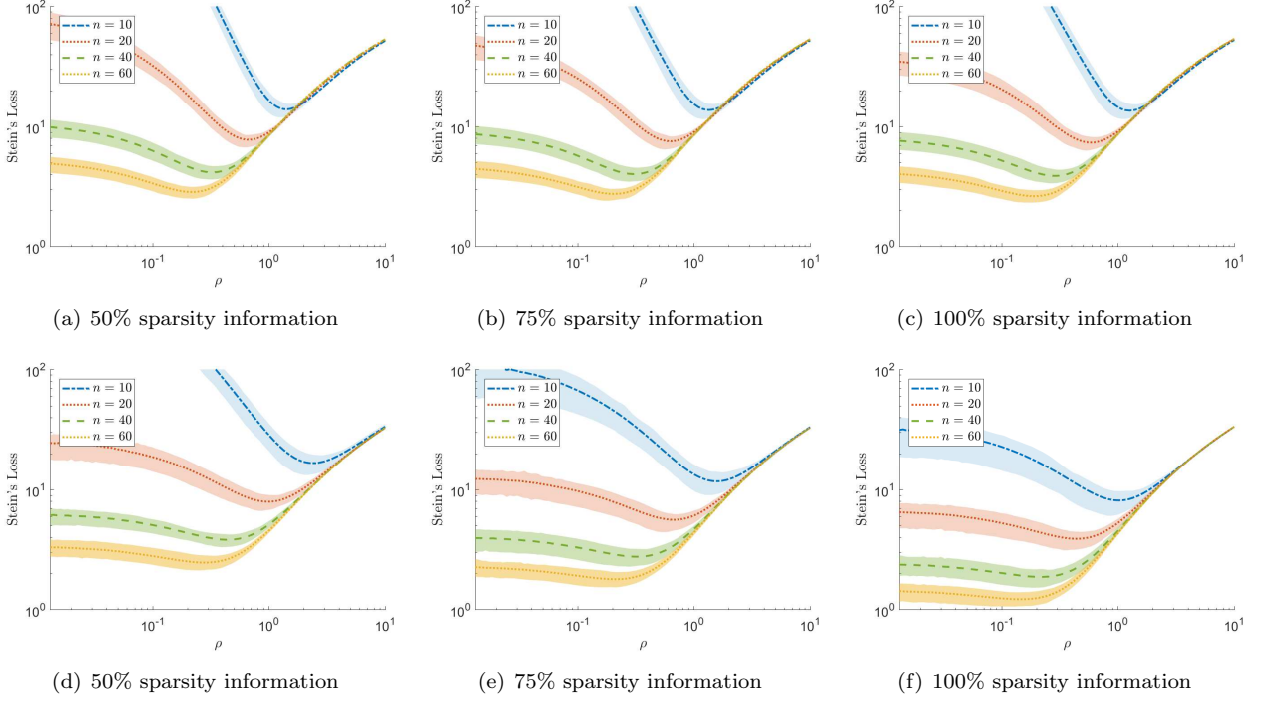 10^2
n = 10
n = 20
n = 40
n = 60
Stein's Loss
10^1
10^0
10^-1 10^0 10^1
ρ
(a) 50% sparsity information
10^2
n = 10
n = 20
n = 40
n = 60
Stein's Loss
10^1
10^0
10^-1 10^0 10^1
ρ
(b) 75% sparsity information
10^2
n = 10
n = 20
n = 40
n = 60
Stein's Loss
10^1
10^0
10^-1 10^0 10^1
ρ
(c) 100% sparsity information
10^2
n = 10
n = 20
n = 40
n = 60
Stein's Loss
10^1
10^0
10^-1 10^0 10^1
ρ
(d) 50% sparsity information
10^2
n = 10
n = 20
n = 40
n = 60
Stein's Loss
10^1
10^0
10^-1 10^0 10^1
ρ
(e) 75% sparsity information
10^2
n = 10
n = 20
n = 40
n = 60
Stein's Loss
10^1
10^0
10^-1 10^0 10^1
ρ
(f) 100% sparsity information